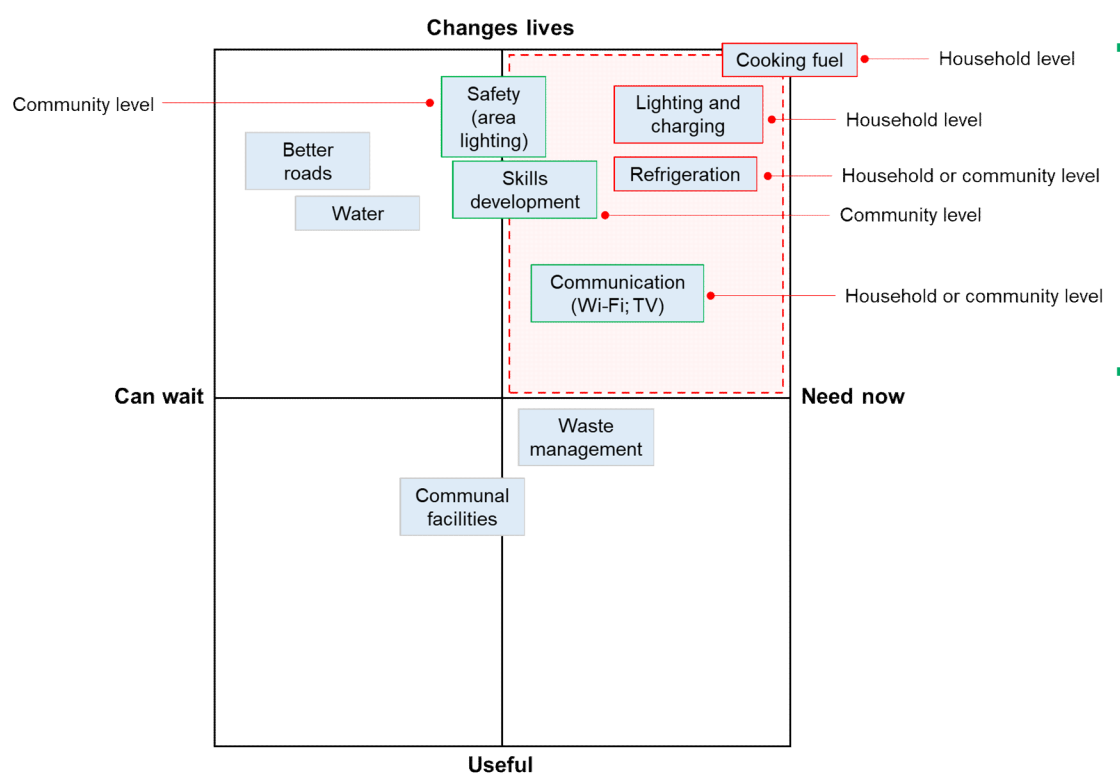 Changes lives
Cooking fuel
Household level
Community level
Safety
(area
lighting)
Lighting and
charging
Household level
Better
roads
Refrigeration
Household or community level
Skills
development
Water
Community level
Communication
(Wi-Fi; TV)
Household or community level
Can wait
Need now
Waste
management
Communal
facilities
Useful